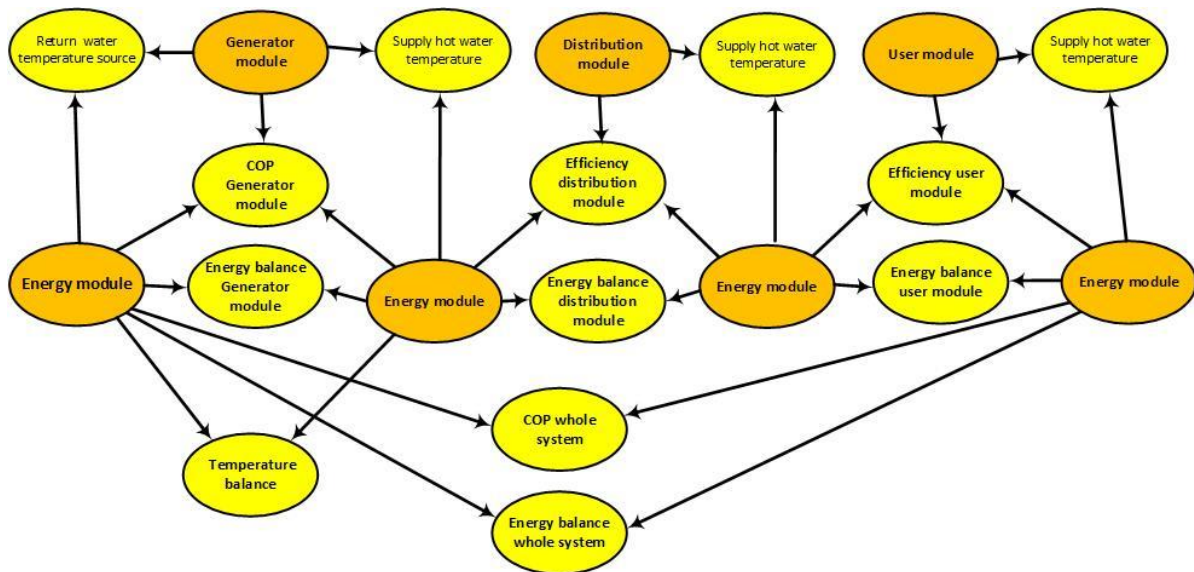 Return water
temperature source
Generator
module
Supply hot water
temperature
Distribution
module
Supply hot water
temperature
User module
Supply hot water
temperature
COP
Generator
module
Efficiency
distribution
module
Efficiency user
module
Energy module
Energy balance
Generator
module
Energy module
Energy balance
distribution
module
Energy module
Energy balance
user module
Energy module
COP whole
system
Temperature
balance
Energy balance
whole system